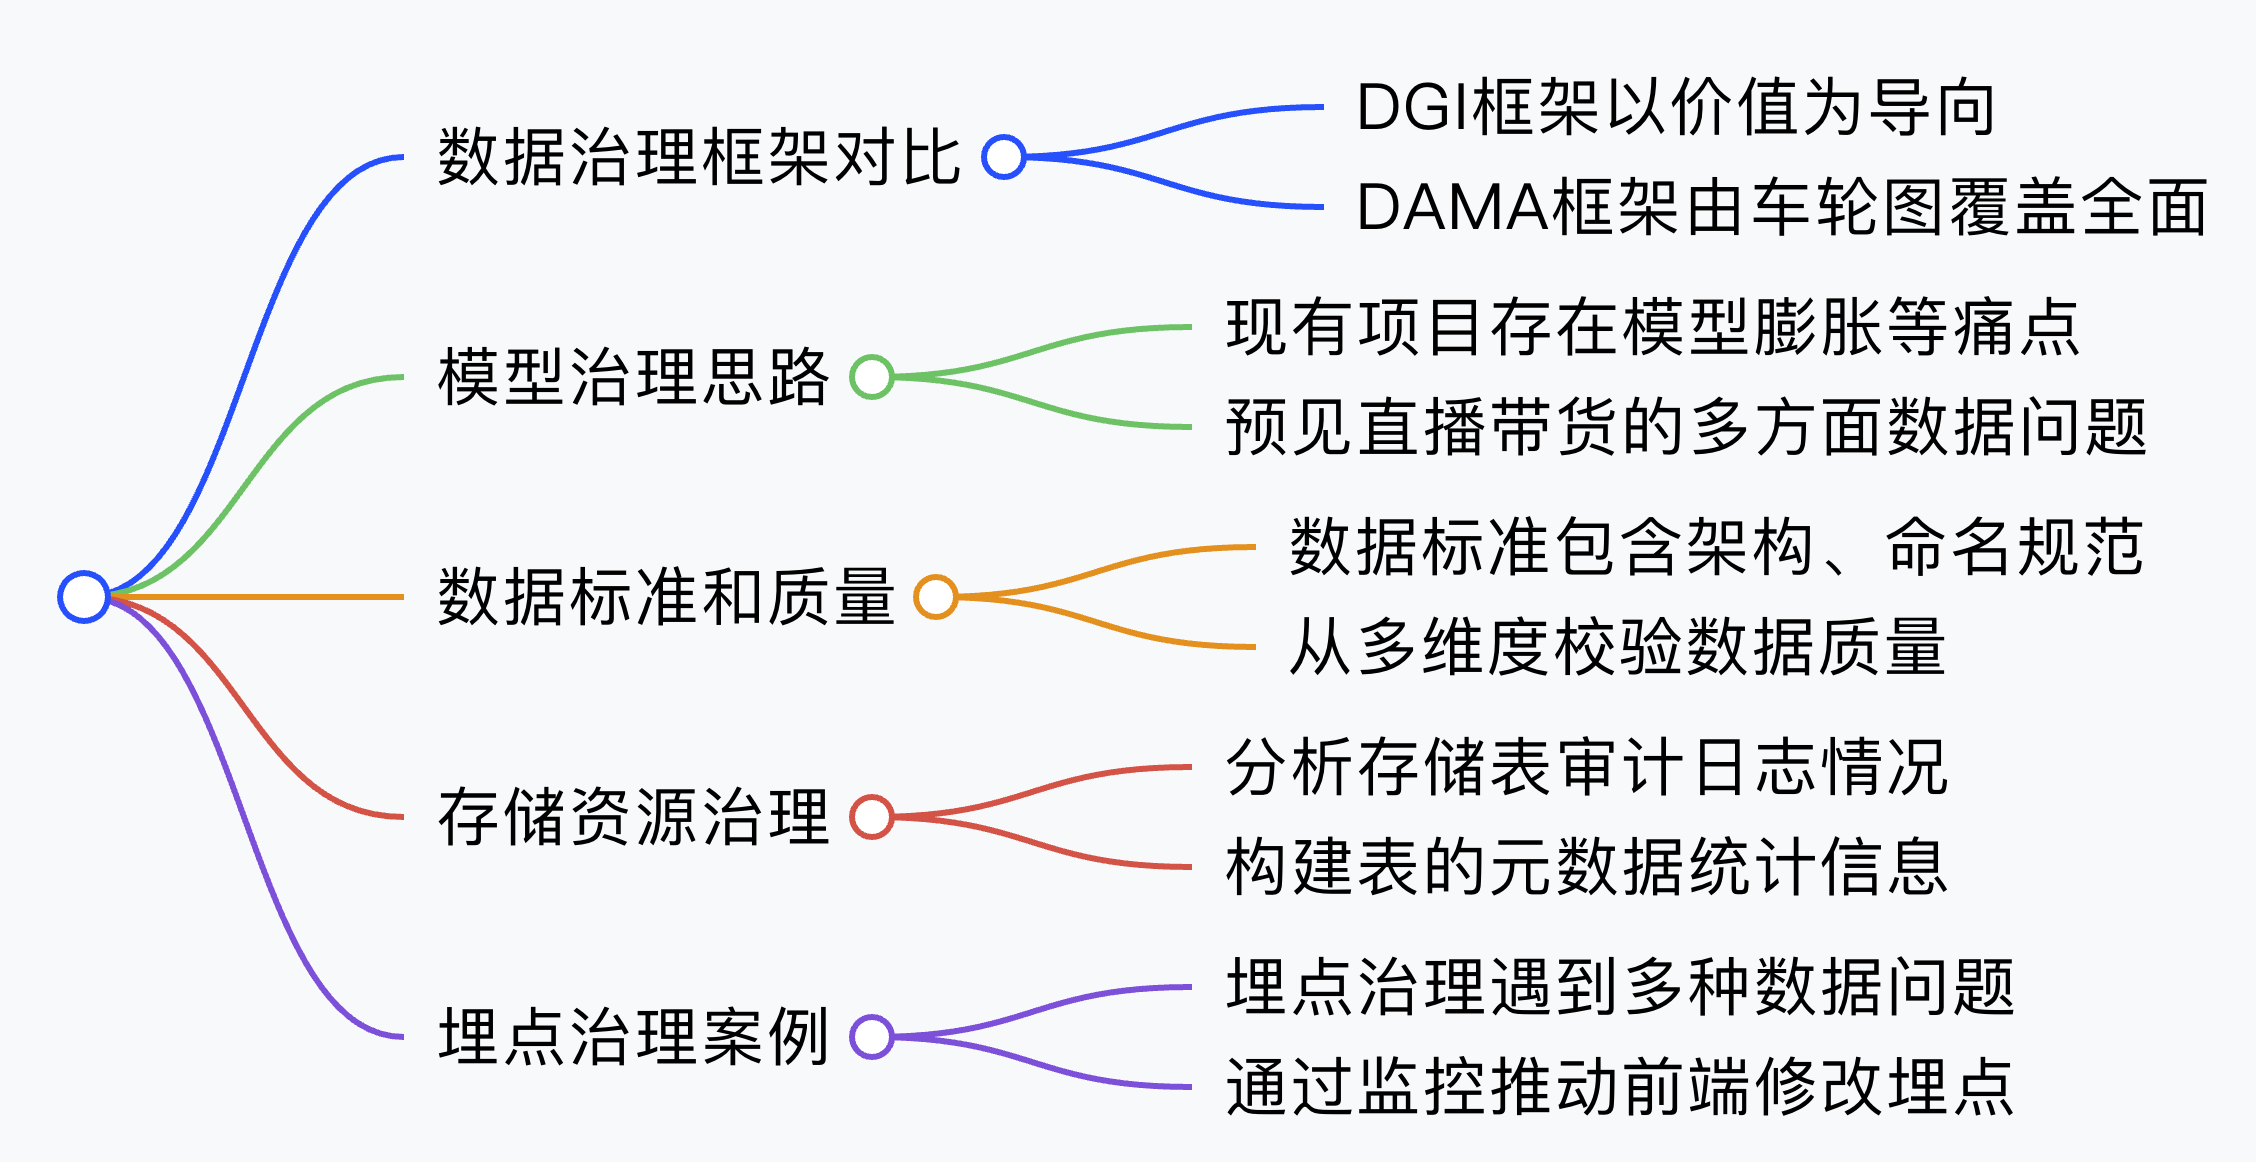 数据治理框架对比
DGI框架以价值为导向
DAMA框架由车轮图覆盖全面
模型治理思路
现有项目存在模型膨胀等痛点
预见直播带货的多方面数据问题
数据标准和质量
数据标准包含架构、命名规范
从多维度校验数据质量
存储资源治理
分析存储表审计日志情况
构建表的元数据统计信息
埋点治理案例
埋点治理遇到多种数据问题
通过监控推动前端修改埋点